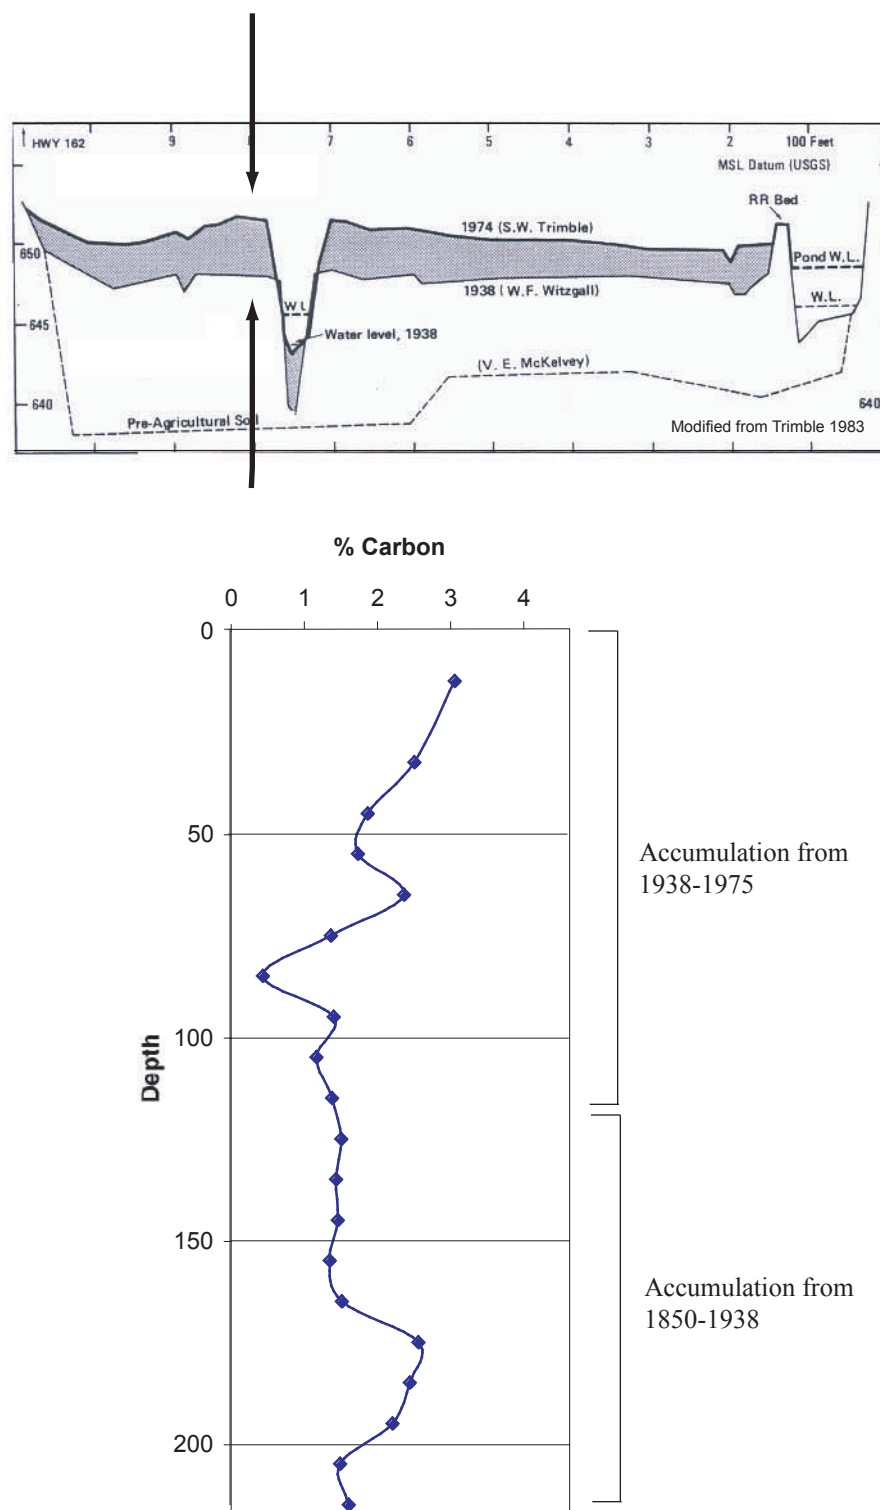 HWY 162 9 8 7 6 5 4 3 2 100 Feet
MSL Datum (USGS)
RR Bed
1974 (S.W. Trimble)
650
Pond W.L.
1938 (W.F. Witzgall)
W.L.
W.L.
645
Water level, 1938
(V. E. McKelvey)
640
640
Pre-Agricultural Soil
Modified from Trimble 1983
% Carbon
0 1 2 3 4
0
50
Accumulation from
1938-1975
100
Depth
150
Accumulation from
1850-1938
200